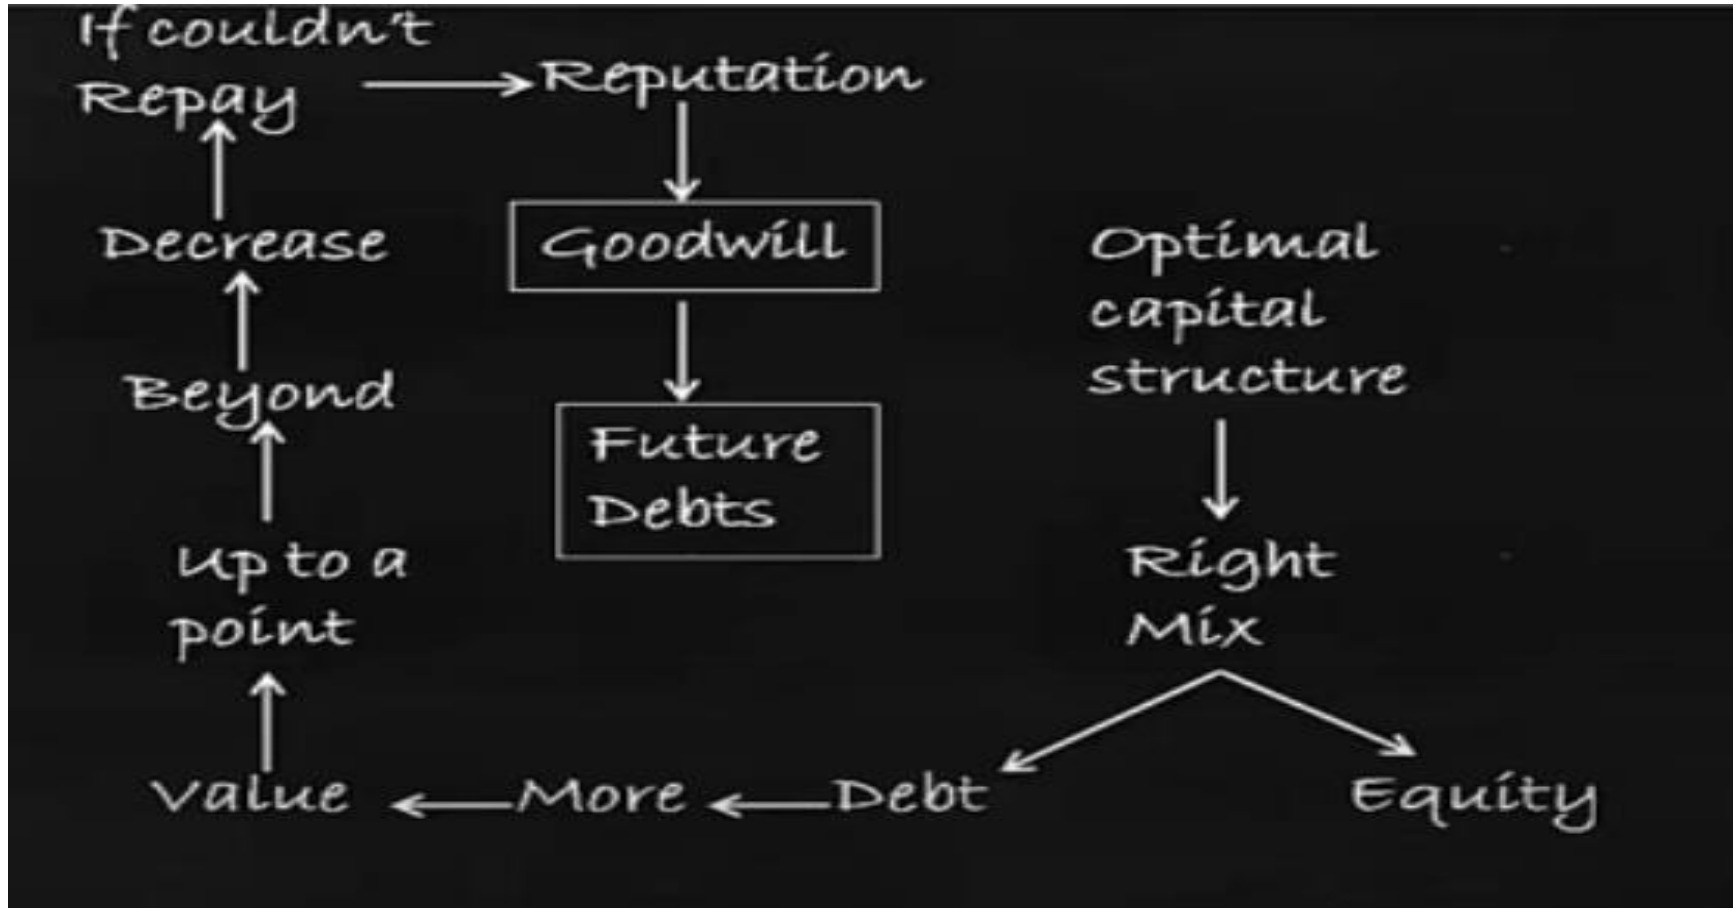 If couldn't
Repay
Reputation
Decrease
Goodwill
Optimal
capital
structure
Beyond
Future
Debts
Up to a
point
Right
Mix
Value
More
Debt
Equity